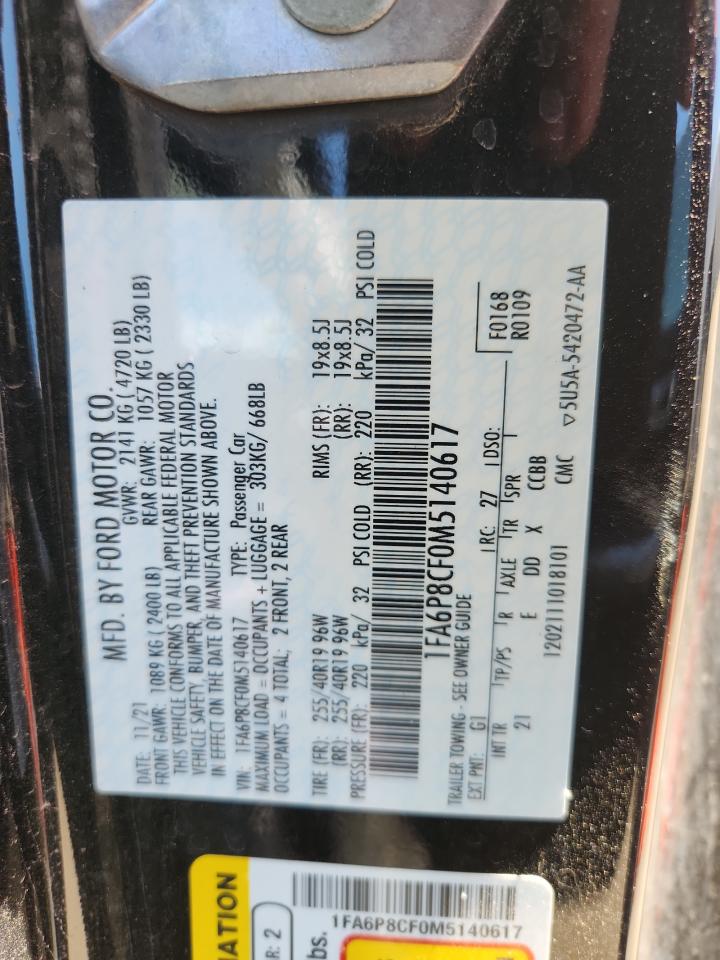 MFD. BY FORD MOTOR CO.
DATE: 11/21 GVWR: 2141 KG ( 4720 LB)
FRONT GAWR: 1089 KG ( 2400 LB) REAR GAWR: 1057 KG ( 2330 LB)
THIS VEHICLE CONFORMS TO ALL APPLICABLE FEDERAL MOTOR
VEHICLE SAFETY, BUMPER, AND THEFT PREVENTION STANDARDS
IN EFFECT ON THE DATE OF MANUFACTURE SHOWN ABOVE.
VIN: 1FA6P8CF0M5140617 TYPE: Passenger Car
MAXIMUM LOAD = OCCUPANTS + LUGGAGE = 303KG/ 668LB
OCCUPANTS = 4 TOTAL; 2 FRONT, 2 REAR
TIRE (FR): 255/40R19 96W RIMS (FR): 19x8.5J
(RR): 255/40R19 96W (RR): 19x8.5J
PRESSURE (FR): 220 kPa/ 32 PSI COLD (RR): 220 kPa/ 32 PSI COLD
1FA6P8CF0M5140617
TRAILER TOWING - SEE OWNER GUIDE
EXT PNT: G1 RC: 27 DSO: F0168
R0109
INT TR TP/PS R AXLE TR SPR
21 E DD X CCBB
1202111018101 CMC ▽5U5A-5420472-AA
MATION
R: 2
bs.
1FA6P8CF0M5140617